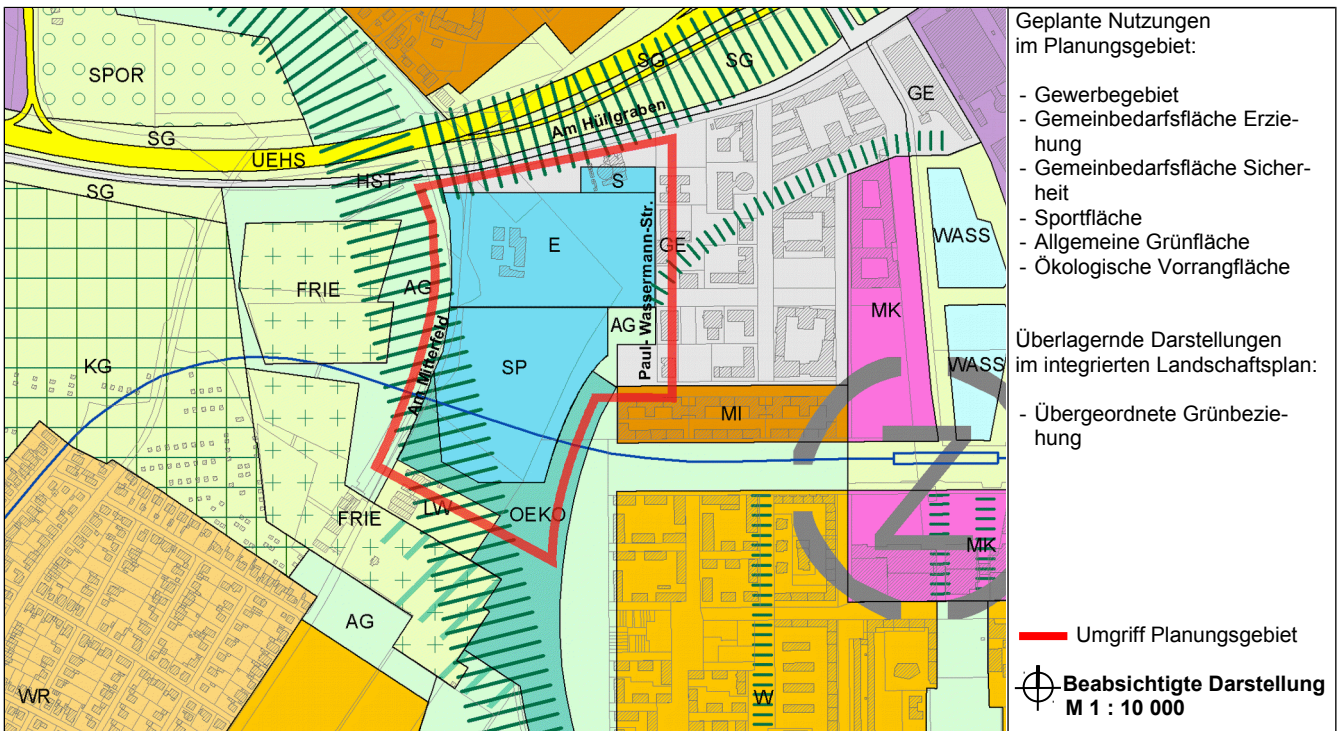 SPOR
SG
UEHS
SG
HST
Am Hüllgraben
SG
SG
GE
S
E
GE
Paul-Wassermann-Str.
FRIE
AG
Am Mitterfeld
AG
SP
KG
MK
WASS
WASS
MI
FRIE
LW
OEKO
MK
AG
WR
W
Z
Geplante Nutzungen
im Planungsgebiet:
- Gewerbegebiet
- Gemeinbedarfsfläche Erzie-
hung
- Gemeinbedarfsfläche Sicher-
heit
- Sportfläche
- Allgemeine Grünfläche
- Ökologische Vorrangfläche
Überlagernde Darstellungen
im integrierten Landschaftsplan:
- Übergeordnete Grünbezie-
hung
Umgriff Planungsgebiet
Beabsichtigte Darstellung
M 1 : 10 000